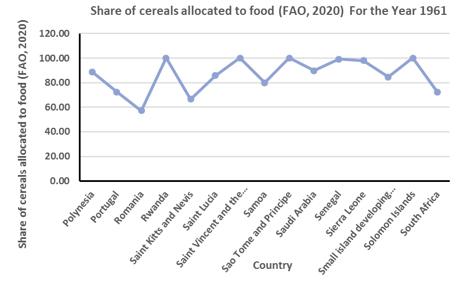 Share of cereals allocated to food (FAO, 2020)  For the Year 1961
Share of cereals allocated to food (FAO, 2020)
120.00
100.00
80.00
60.00
40.00
20.00
0.00
Polynesia
Portugal
Romania
Rwanda
Saint Kitts and Nevis
Saint Lucia
Saint Vincent and the...
Samoa
Sao Tome and Principe
Saudi Arabia
Senegal
Sierra Leone
Small island developing...
Solomon Islands
South Africa
Country